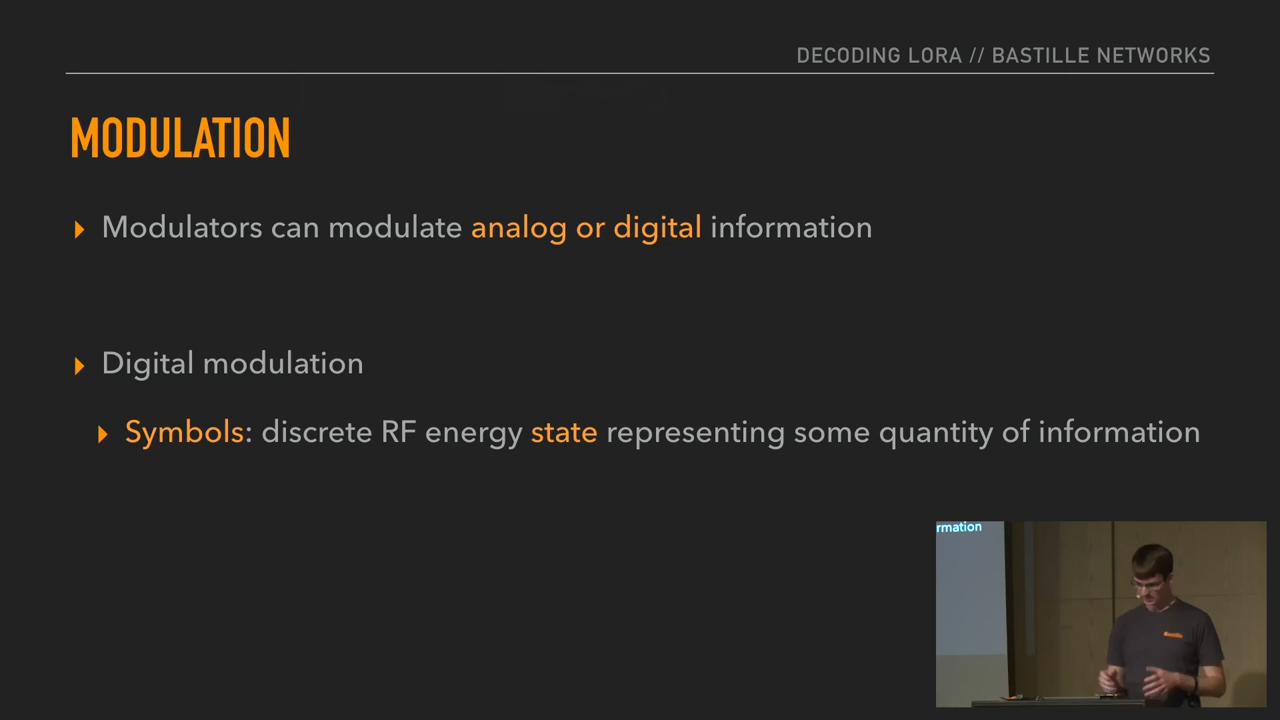 DECODING LORA // BASTILLE NETWORKS
MODULATION
Modulators can modulate analog or digital information
Digital modulation
Symbols: discrete RF energy state representing some quantity of information
rmation
Bastille